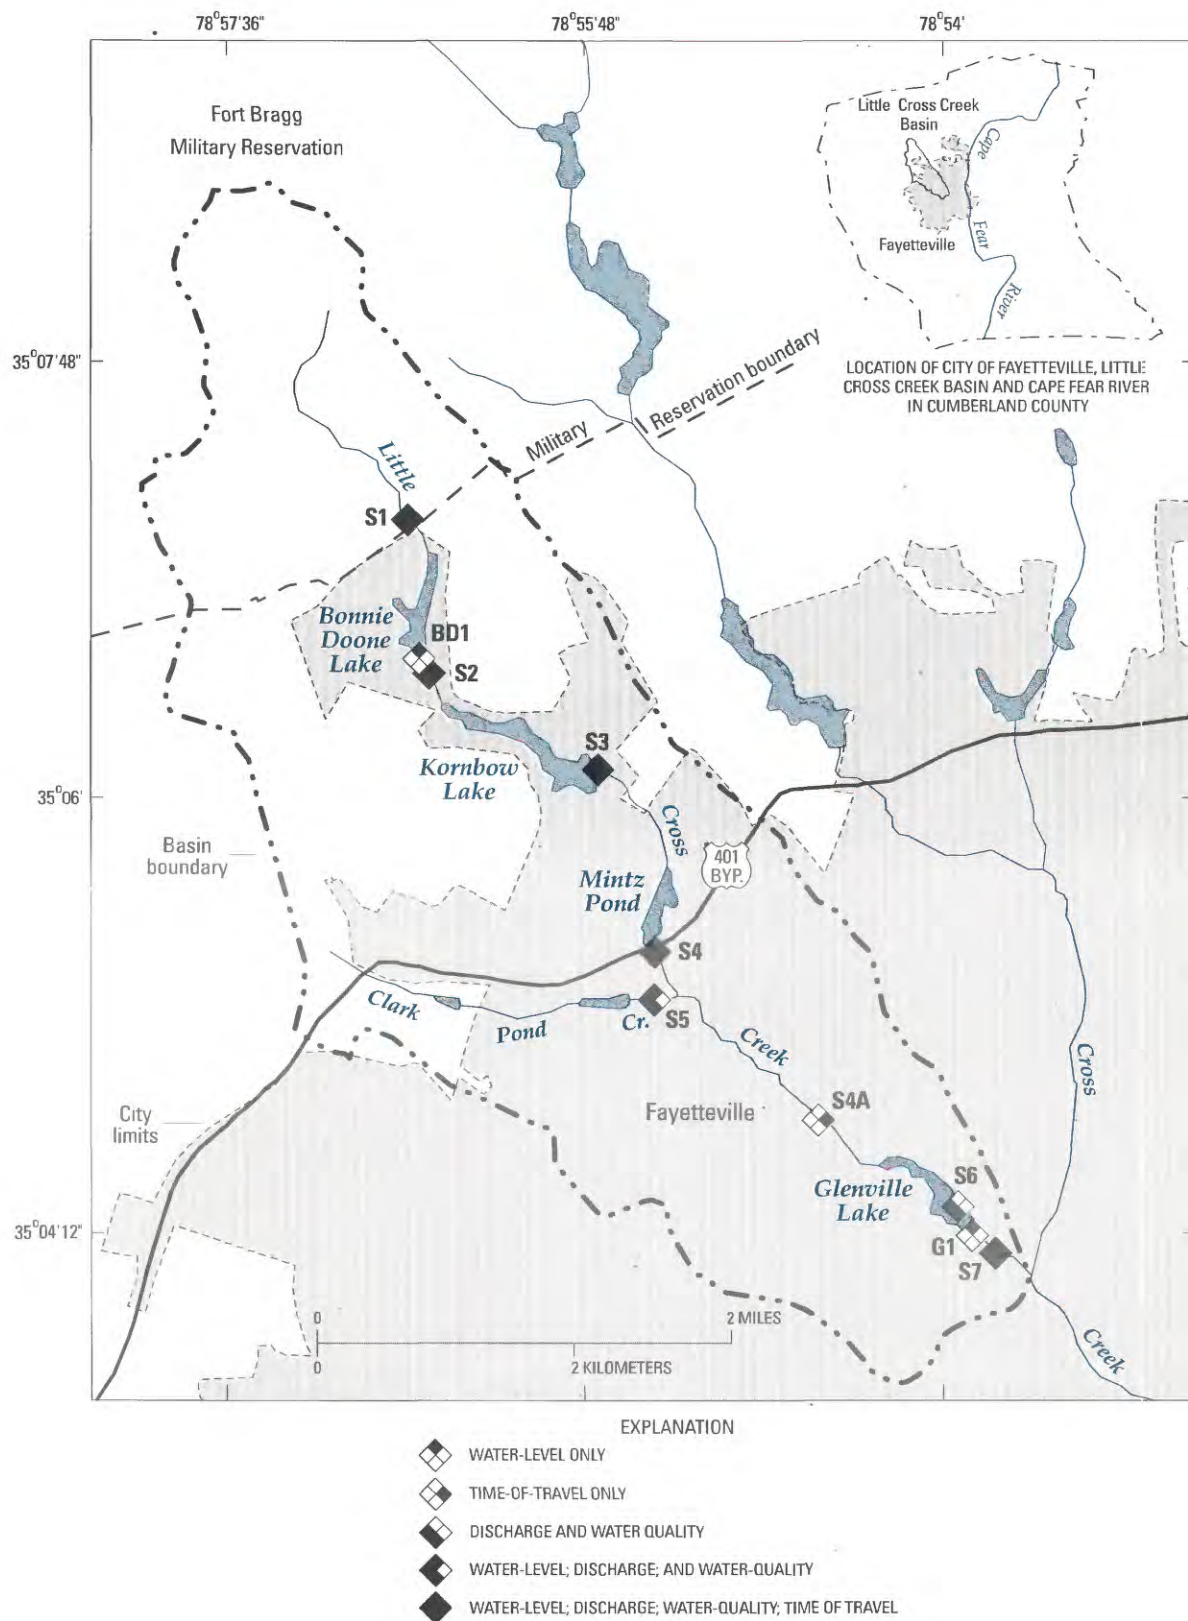 78°57'36"
78°55'48"
78°54'
Fort Bragg
Military Reservation
Little Cross Creek
Basin
Cape
Fear
River
Fayetteville
LOCATION OF CITY OF FAYETTEVILLE, LITTLE
CROSS CREEK BASIN AND CAPE FEAR RIVER
IN CUMBERLAND COUNTY
35°07'48"
Military
Reservation boundary
Little
S1
Bonnie
Doone
Lake
BD1
S2
S3
Kornbow
Lake
35°06'
Cross
Basin
boundary
401
BYP.
Mintz
Pond
S4
Clark
Pond
Cr.
S5
Creek
Cross
City
limits
Fayetteville
S4A
Glenville
Lake
S6
35°04'12"
G1
S7
0
2 MILES
0
2 KILOMETERS
Creek
EXPLANATION
WATER-LEVEL ONLY
TIME-OF-TRAVEL ONLY
DISCHARGE AND WATER QUALITY
WATER-LEVEL; DISCHARGE; AND WATER-QUALITY
WATER-LEVEL; DISCHARGE; WATER-QUALITY; TIME OF TRAVEL